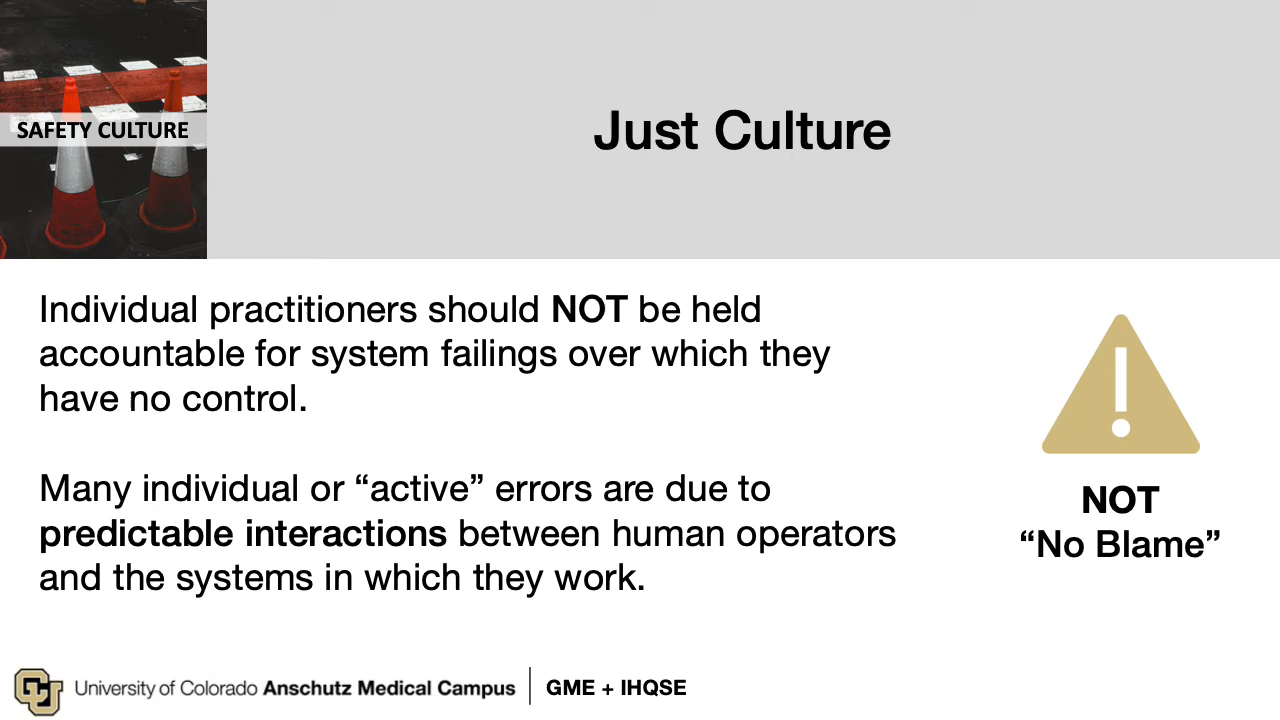 SAFETY CULTURE
Just Culture
Individual practitioners should NOT be held
accountable for system failings over which they
have no control.
Many individual or “active” errors are due to
predictable interactions between human operators
and the systems in which they work.
NOT
“No Blame”
CU University of Colorado Anschutz Medical Campus GME + IHQSE